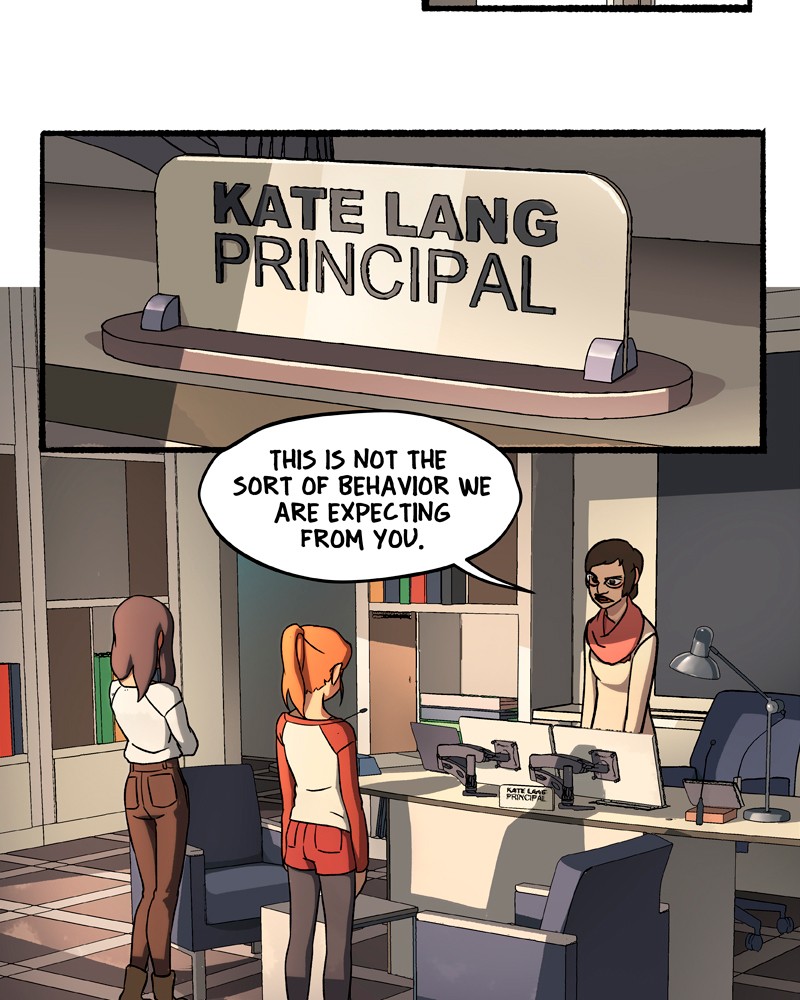 KATE LANG
PRINCIPAL
THIS IS NOT THE
SORT OF BEHAVIOR WE
ARE EXPECTING
FROM YOU.
KATE LANG
PRINCIPAL